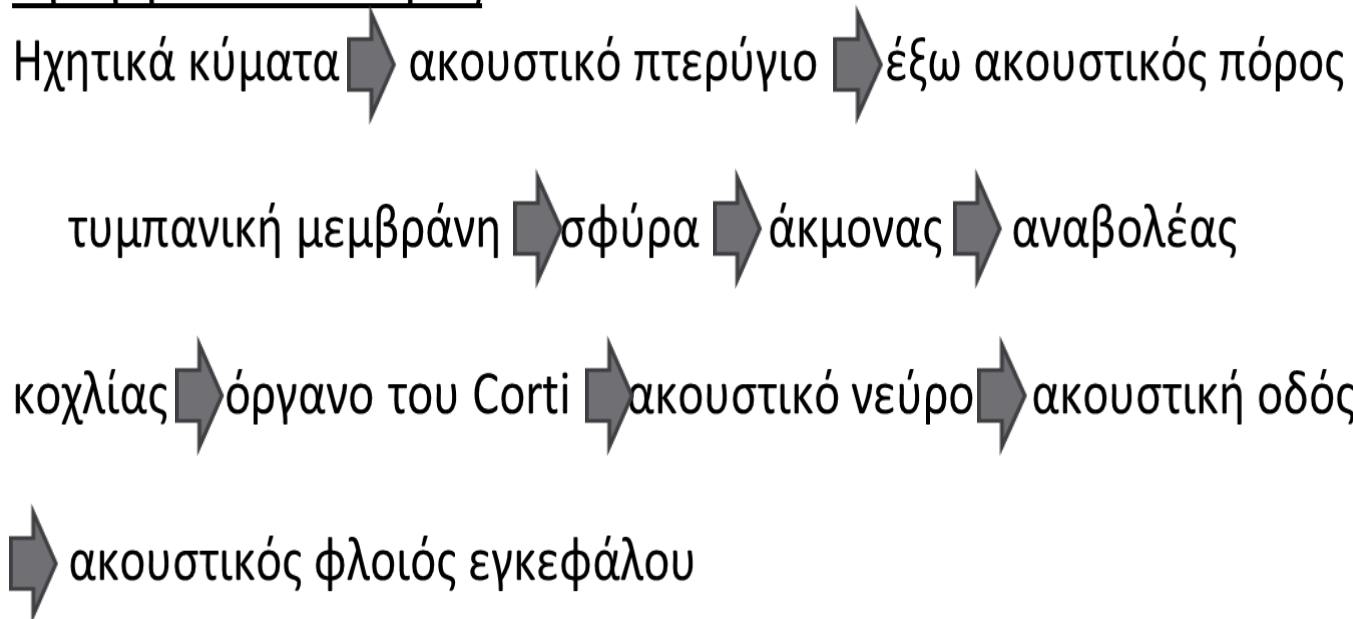 Ηχητικά κύματα ακουστικό πτερύγιο έξω ακουστικός πόρος
τυμπανική μεμβράνη σφύρα άκμονας αναβολέας
κοχλίας όργανο του Corti ακουστικό νεύρο ακουστική οδός
ακουστικός φλοιός εγκεφάλου